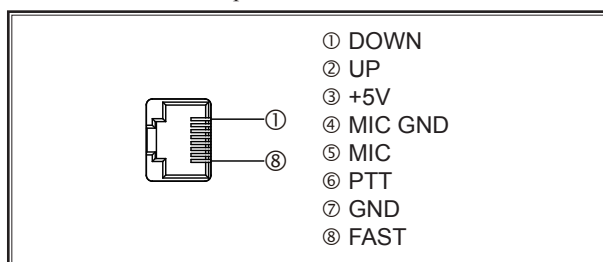 ①
⑧
① DOWN
② UP
③ +5V
④ MIC GND
⑤ MIC
⑥ PTT
⑦ GND
⑧ FAST